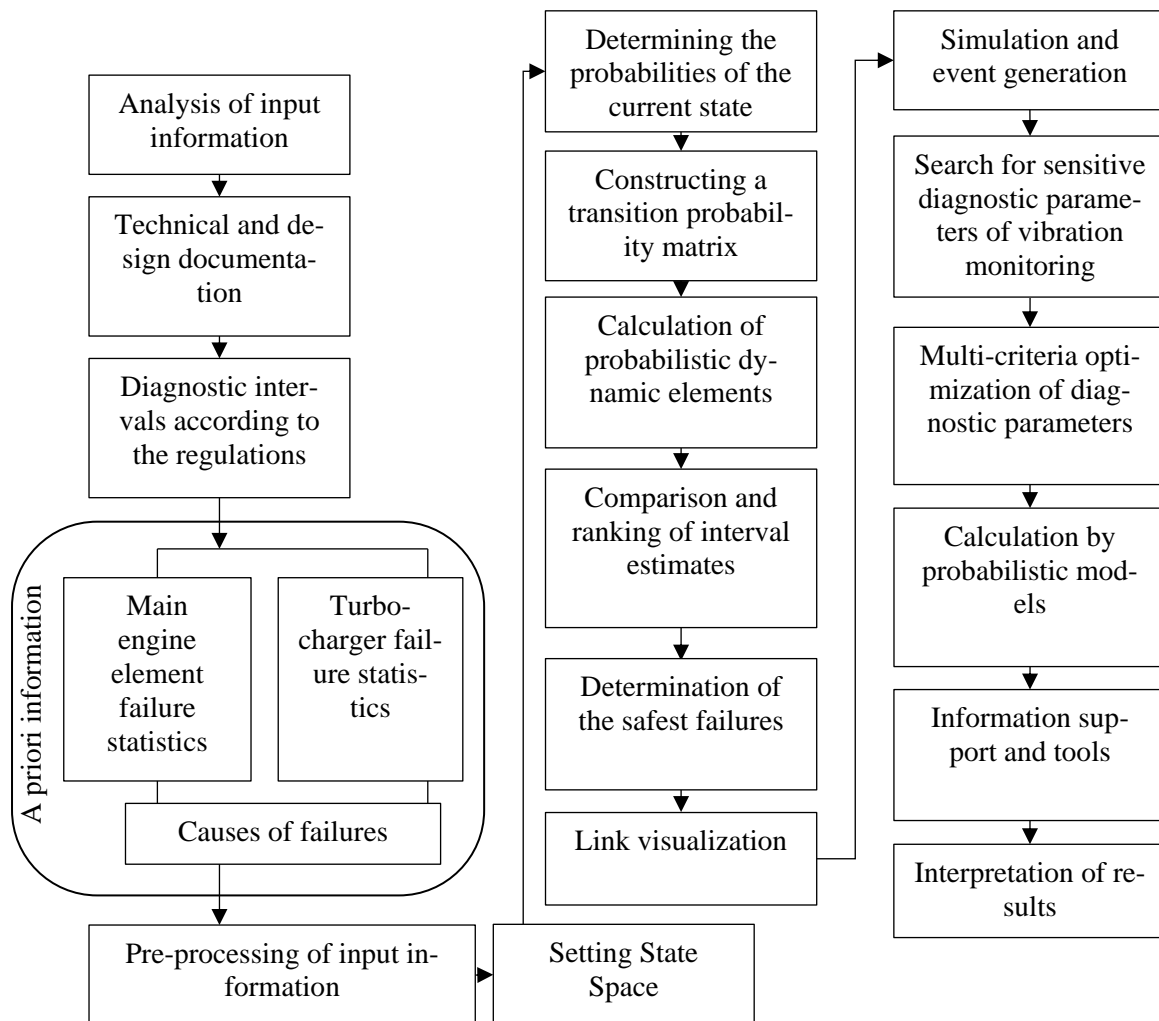 Analysis of input
information
Technical and de-
sign documenta-
tion
Diagnostic inter-
vals according to
the regulations
A priori information
Main
engine
element
failure
statistics
Turbo-
charger fail-
ure statis-
tics
Causes of failures
Pre-processing of input in-
formation
Setting State
Space
Determining the
probabilities of the
current state
Constructing a
transition probabil-
ity matrix
Calculation of
probabilistic dy-
namic elements
Comparison and
ranking of interval
estimates
Determination of
the safest failures
Link visualization
Simulation and
event generation
Search for sensitive
diagnostic parame-
ters of vibration
monitoring
Multi-criteria opti-
mization of diag-
nostic parameters
Calculation by
probabilistic mod-
els
Information sup-
port and tools
Interpretation of re-
sults